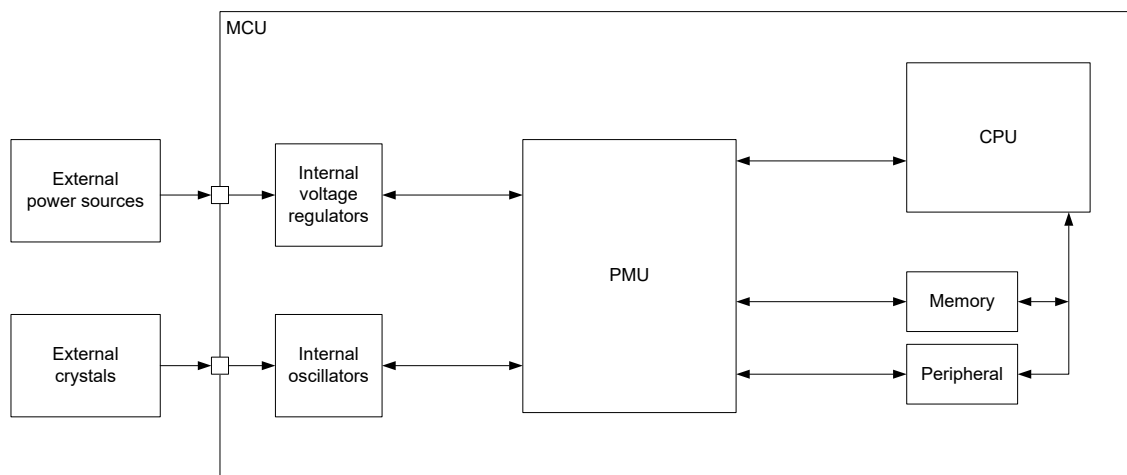 MCU
CPU
External
power sources
Internal
voltage
regulators
PMU
Memory
External
crystals
Internal
oscillators
Peripheral